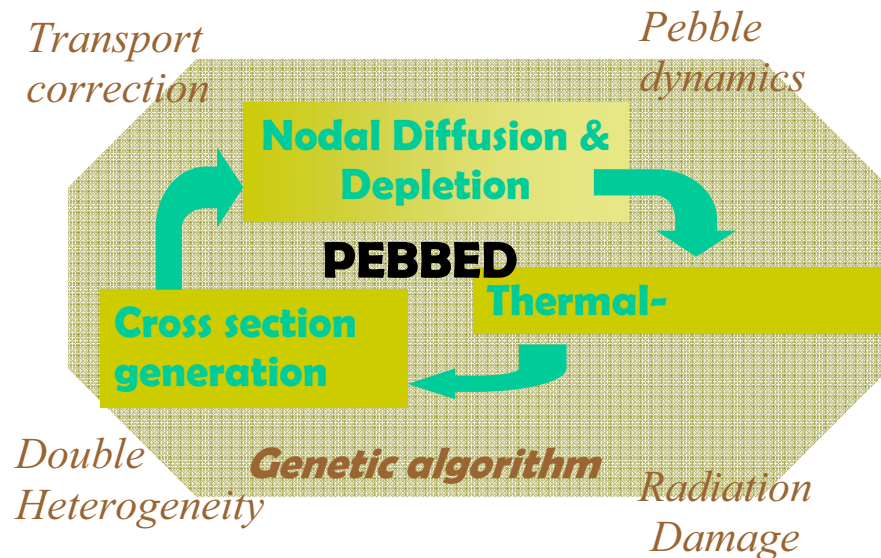 Transport
correction
Pebble
dynamics
Nodal Diffusion &
Depletion
PEBBED
Thermal-
Cross section
generation
Double
Heterogeneity
Genetic algorithm
Radiation
Damage